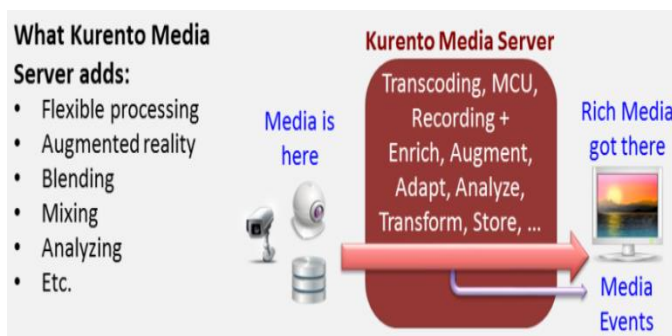 What Kurento Media
Server adds:
• Flexible processing
• Augmented reality
• Blending
• Mixing
• Analyzing
• Etc.
Media is
here
Kurento Media Server
Transcoding, MCU,
Recording +
Enrich, Augment,
Adapt, Analyze,
Transform, Store, ...
Rich Media
got there
Media
Events